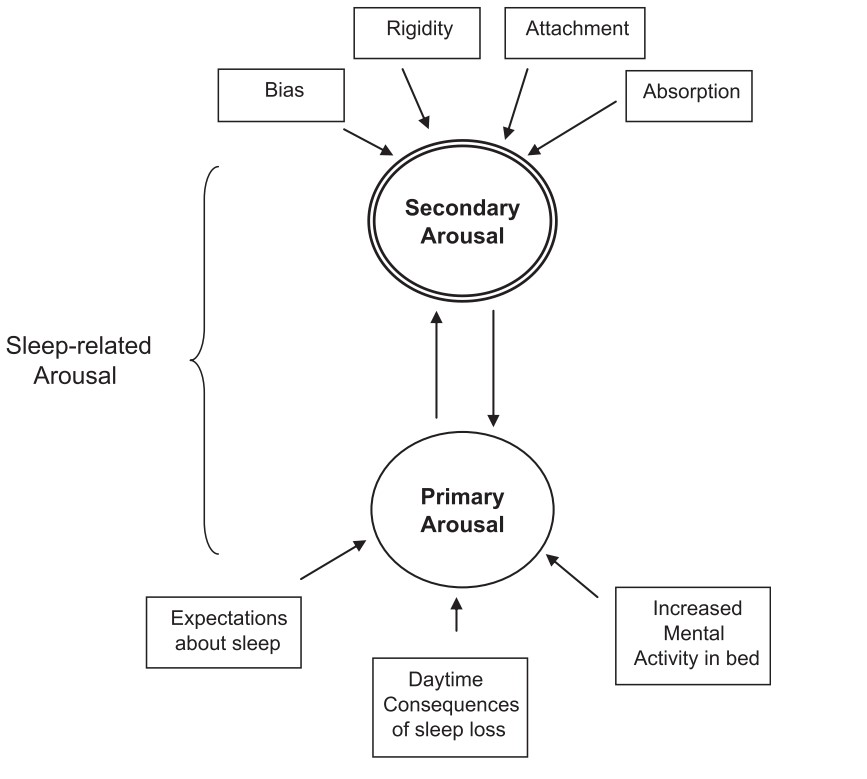 Rigidity
Attachment
Bias
Absorption
Secondary
Arousal
Sleep-related
Arousal
Primary
Arousal
Expectations
about sleep
Increased
Mental
Activity in bed
Daytime
Consequences
of sleep loss